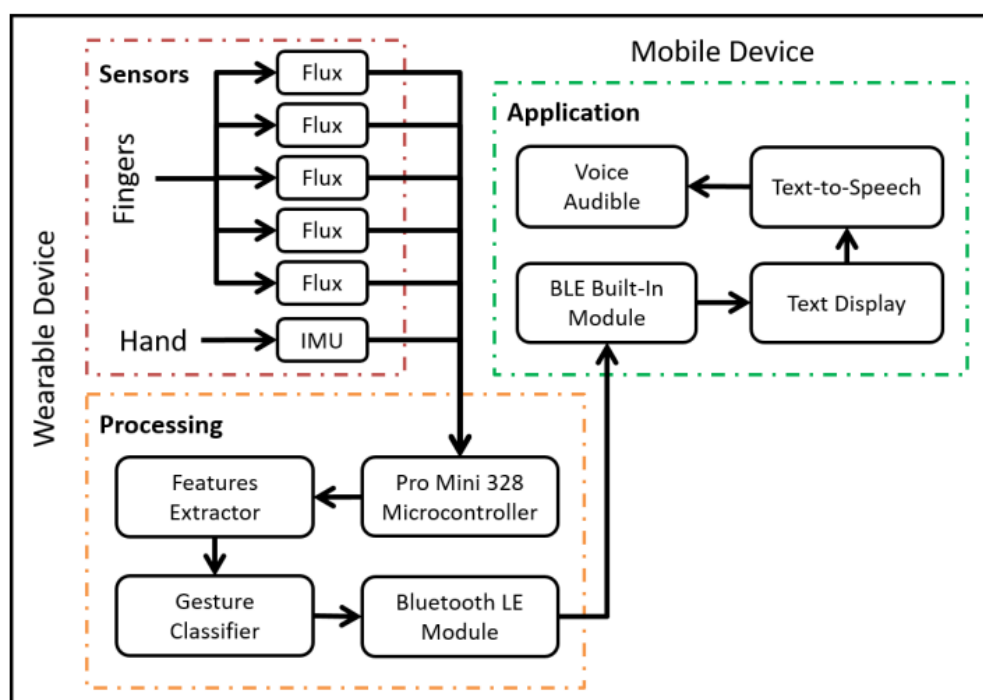 Wearable Device
Sensors
Fingers
Flux
Flux
Flux
Flux
Flux
Hand
IMU
Processing
Pro Mini 328
Microcontroller
Features
Extractor
Gesture
Classifier
Bluetooth LE
Module
Mobile Device
Application
BLE Built-In
Module
Text Display
Text-to-Speech
Voice
Audible